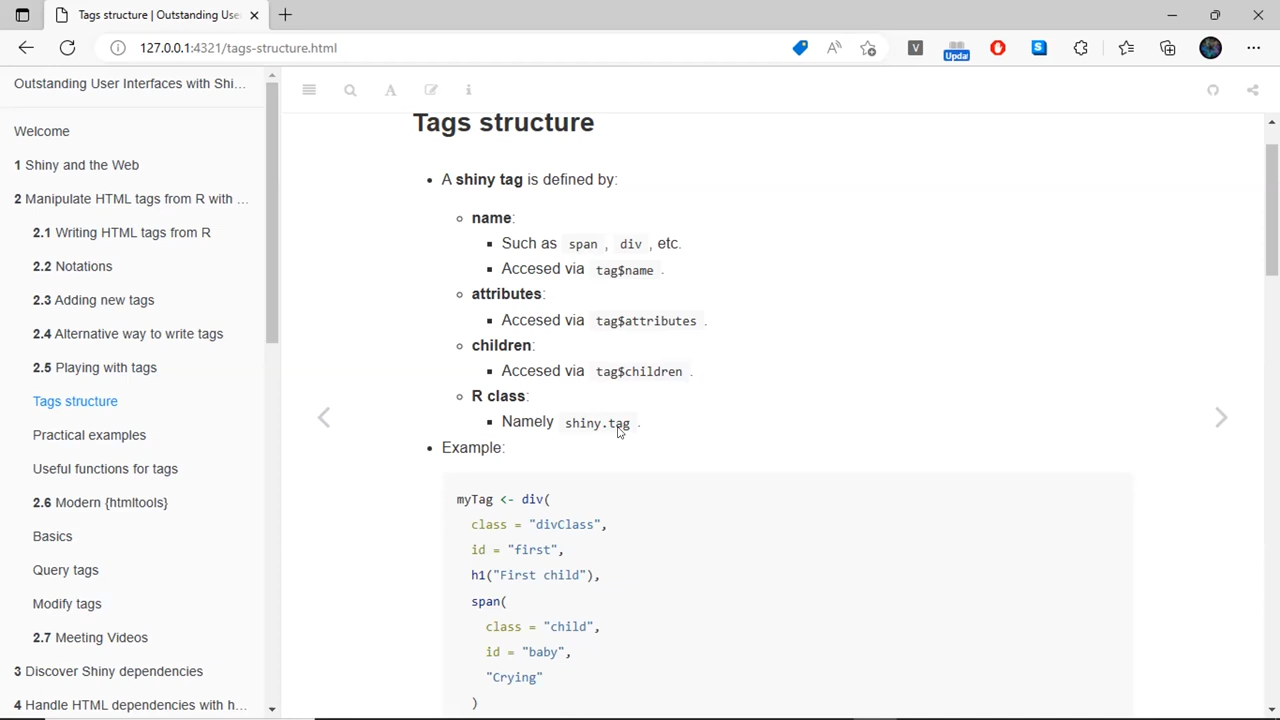 Tags structure | Outstanding Use
127.0.0.1:4321/tags-structure.html
V
Updat
S
Outstanding User Interfaces with Shi...
Welcome
1 Shiny and the Web
2 Manipulate HTML tags from R with ...
2.1 Writing HTML tags from R
2.2 Notations
2.3 Adding new tags
2.4 Alternative way to write tags
2.5 Playing with tags
Tags structure
Practical examples
Useful functions for tags
2.6 Modern {htmltools}
Basics
Query tags
Modify tags
2.7 Meeting Videos
3 Discover Shiny dependencies
4 Handle HTML dependencies with h...
Tags structure
A shiny tag is defined by:
name:
Such as span , div , etc.
Accesed via tag$name .
attributes:
Accesed via tag$attributes .
children:
Accesed via tag$children .
R class:
Namely shiny.tag .
Example:
myTag <- div(
class = "divClass",
id = "first",
h1("First child"),
span(
class = "child",
id = "baby",
"Crying"
)